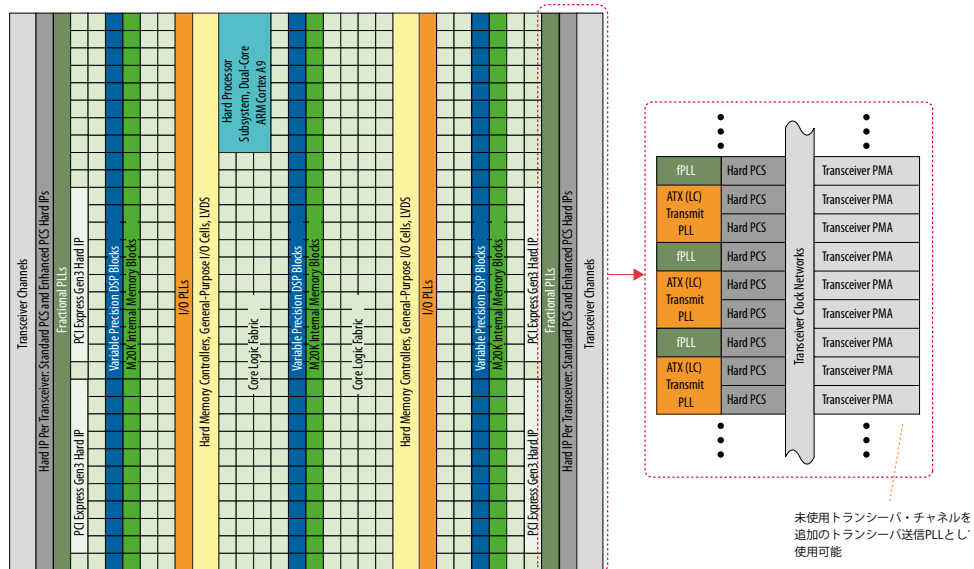 Transceiver Channels
Hard IP Per Transceiver: Standard PCS and Enhanced PCS Hard IPs
Fractional PLLs
PCI Express Gen3 Hard IP
PCI Express Gen3 Hard IP
Variable Precision DSP Blocks
M20K Internal Memory Blocks
I/O PLLs
Hard Memory Controllers, General-Purpose I/O Cells, LVDS
Hard Processor
Subsystem, Dual-Core
ARM Cortex A9
Core Logic Fabric
Variable Precision DSP Blocks
M20K Internal Memory Blocks
Core Logic Fabric
Hard Memory Controllers, General-Purpose I/O Cells, LVDS
I/O PLLs
Variable Precision DSP Blocks
M20K Internal Memory Blocks
PCI Express Gen3 Hard IP
PCI Express Gen3 Hard IP
Fractional PLLs
Hard IP Per Transceiver: Standard PCS and Enhanced PCS Hard IPs
Transceiver Channels
fPLL
ATX (LC)
Transmit
PLL
fPLL
ATX (LC)
Transmit
PLL
fPLL
ATX (LC)
Transmit
PLL
Hard PCS
Hard PCS
Hard PCS
Hard PCS
Hard PCS
Hard PCS
Hard PCS
Hard PCS
Hard PCS
Transceiver Clock Networks
Transceiver PMA
Transceiver PMA
Transceiver PMA
Transceiver PMA
Transceiver PMA
Transceiver PMA
Transceiver PMA
Transceiver PMA
Transceiver PMA
未使用トランシーバ・チャネルを
追加のトランシーバ送信PLLとして
使用可能